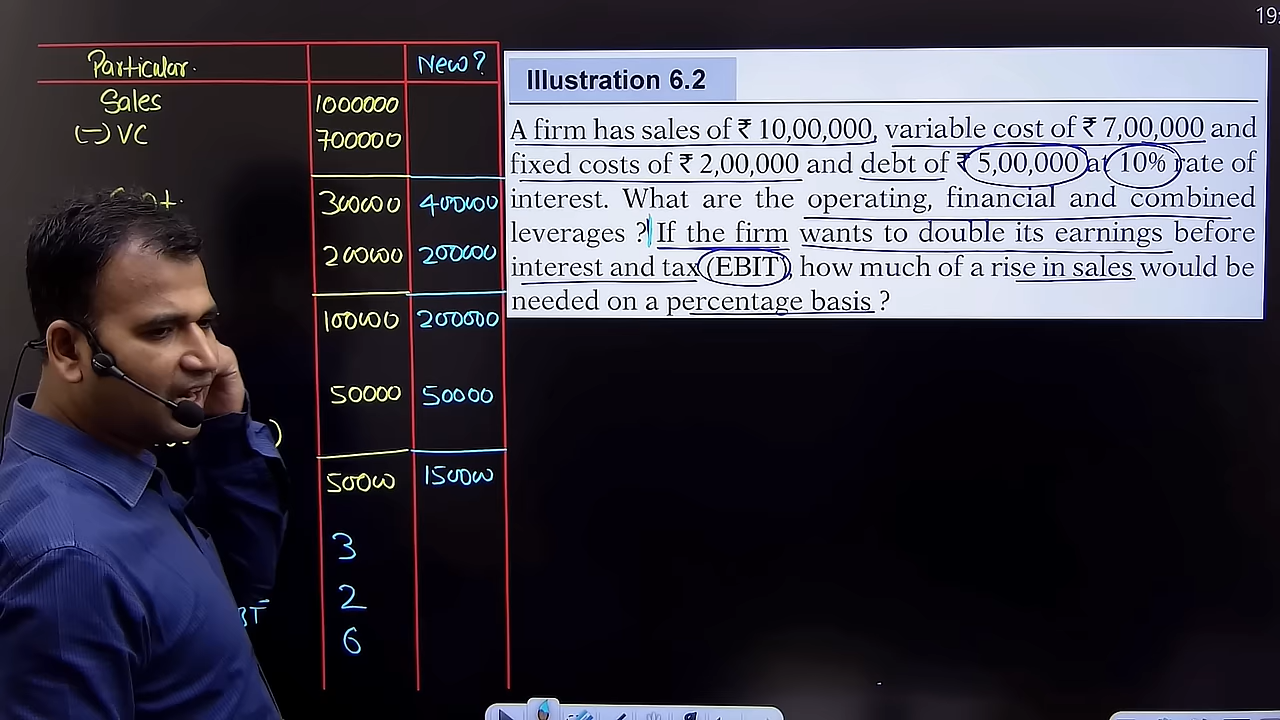 19:
Particular. New?
Sales 1000000
(-) VC 700000
Cont. 300000 400000
200000 200000
100000 200000
50000 50000
)
50000 150000
3
2
BT
6
Illustration 6.2
A firm has sales of ₹ 10,00,000, variable cost of ₹ 7,00,000 and
fixed costs of ₹ 2,00,000 and debt of ₹ 5,00,000 at 10% rate of
interest. What are the operating, financial and combined
leverages ? If the firm wants to double its earnings before
interest and tax (EBIT), how much of a rise in sales would be
needed on a percentage basis ?